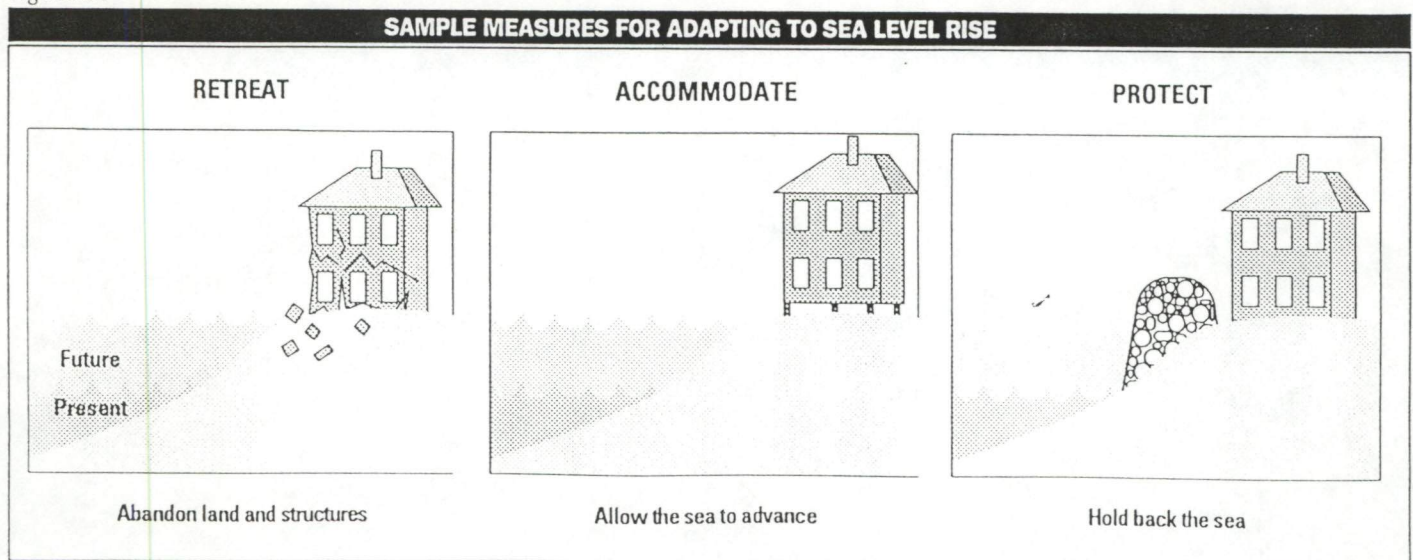 SAMPLE MEASURES FOR ADAPTING TO SEA LEVEL RISE
RETREAT
ACCOMMODATE
PROTECT
Future
Present
Abandon land and structures
Allow the sea to advance
Hold back the sea